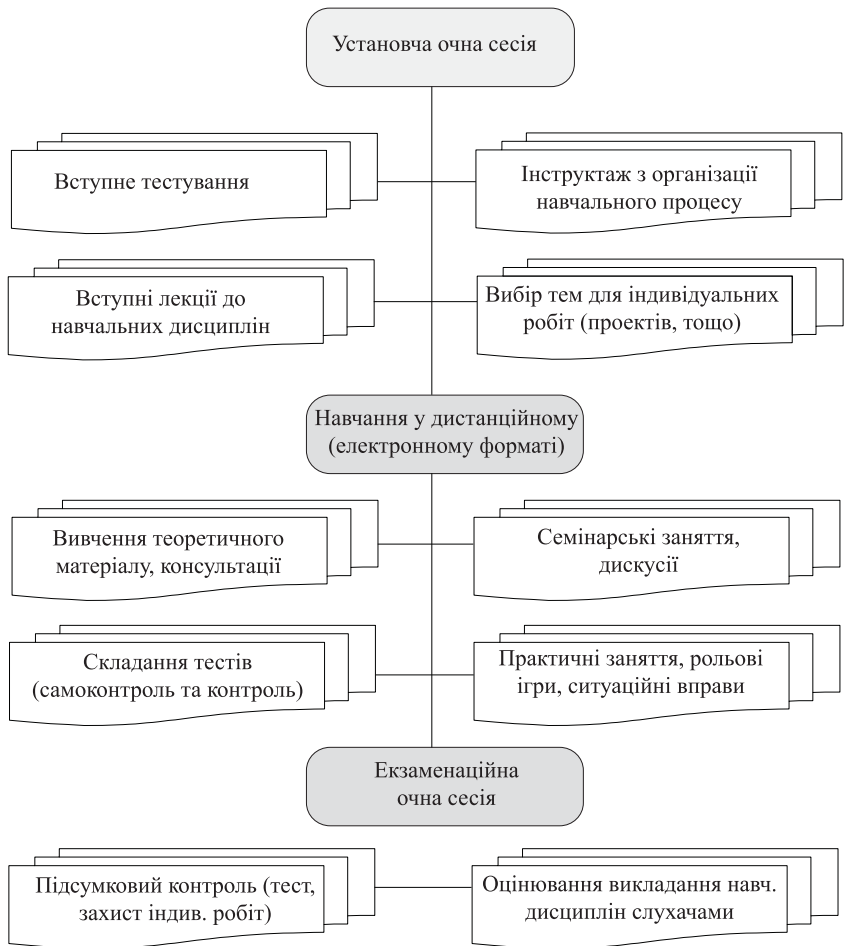 Установча очна сесія
Вступне тестування
Інструктаж з організації
навчального процесу
Вступні лекції до
навчальних дисциплін
Вибір тем для індивідуальних
робіт (проектів, тощо)
Навчання у дистанційному
(електронному форматі)
Вивчення теоретичного
матеріалу, консультації
Семінарські заняття,
дискусії
Складання тестів
(самоконтроль та контроль)
Практичні заняття, рольові
ігри, ситуаційні вправи
Екзаменаційна
очна сесія
Підсумковий контроль (тест,
захист індив. робіт)
Оцінювання викладання навч.
дисциплін слухачами